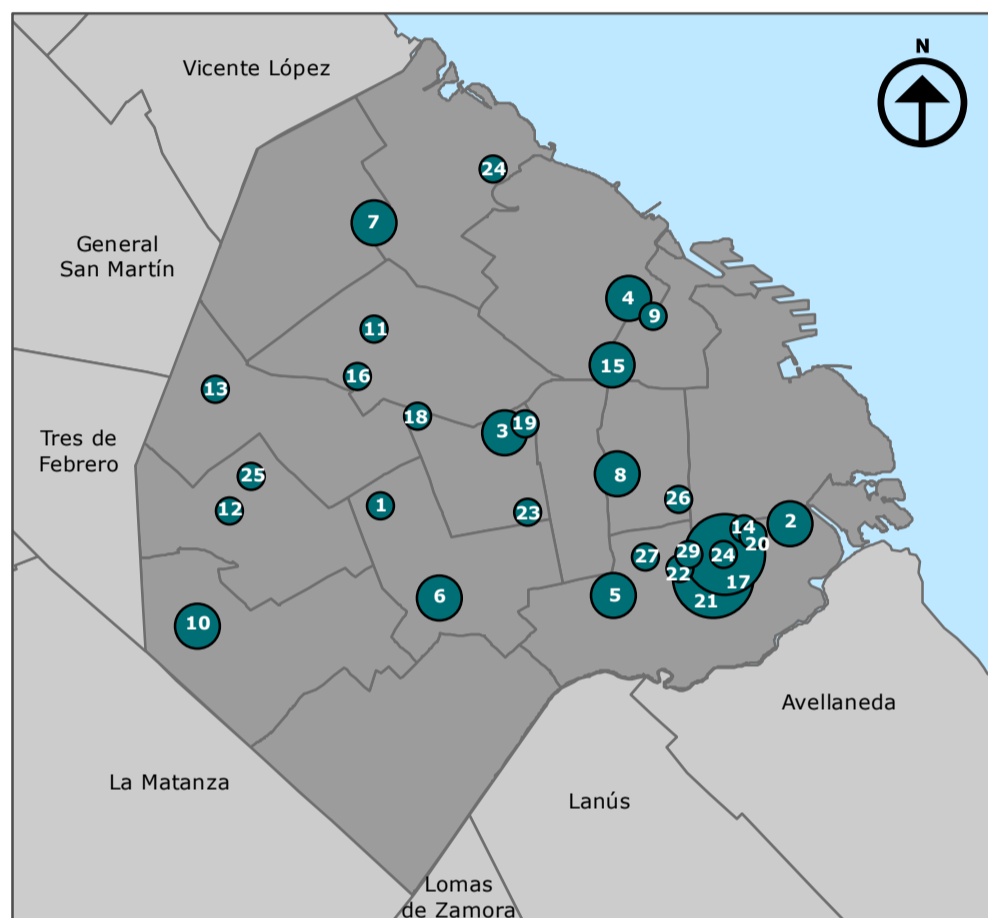 N
Vicente López
24
7
General
San Martín
4
9
11
15
16
13
18
19
3
Tres de
Febrero
8
25
26
1
12
23
2
14
20
27
29
24
22
17
5
6
21
10
Avellaneda
La Matanza
Lanús
Lomas
de Zamora